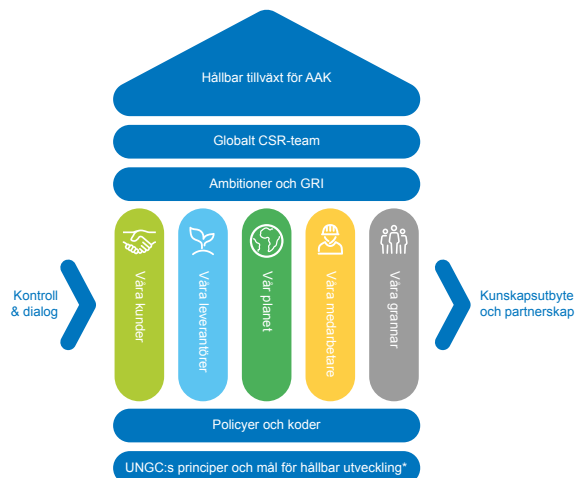 Hållbar tillväxt för AAK
Globalt CSR-team
Ambitioner och GRI
Kontroll
& dialog
Våra kunder
Våra leverantörer
Vår planet
Våra medarbetare
Våra grannar
Kunskapsutbyte
och partnerskap
Policyer och koder
UNGC:s principer och mål för hållbar utveckling*